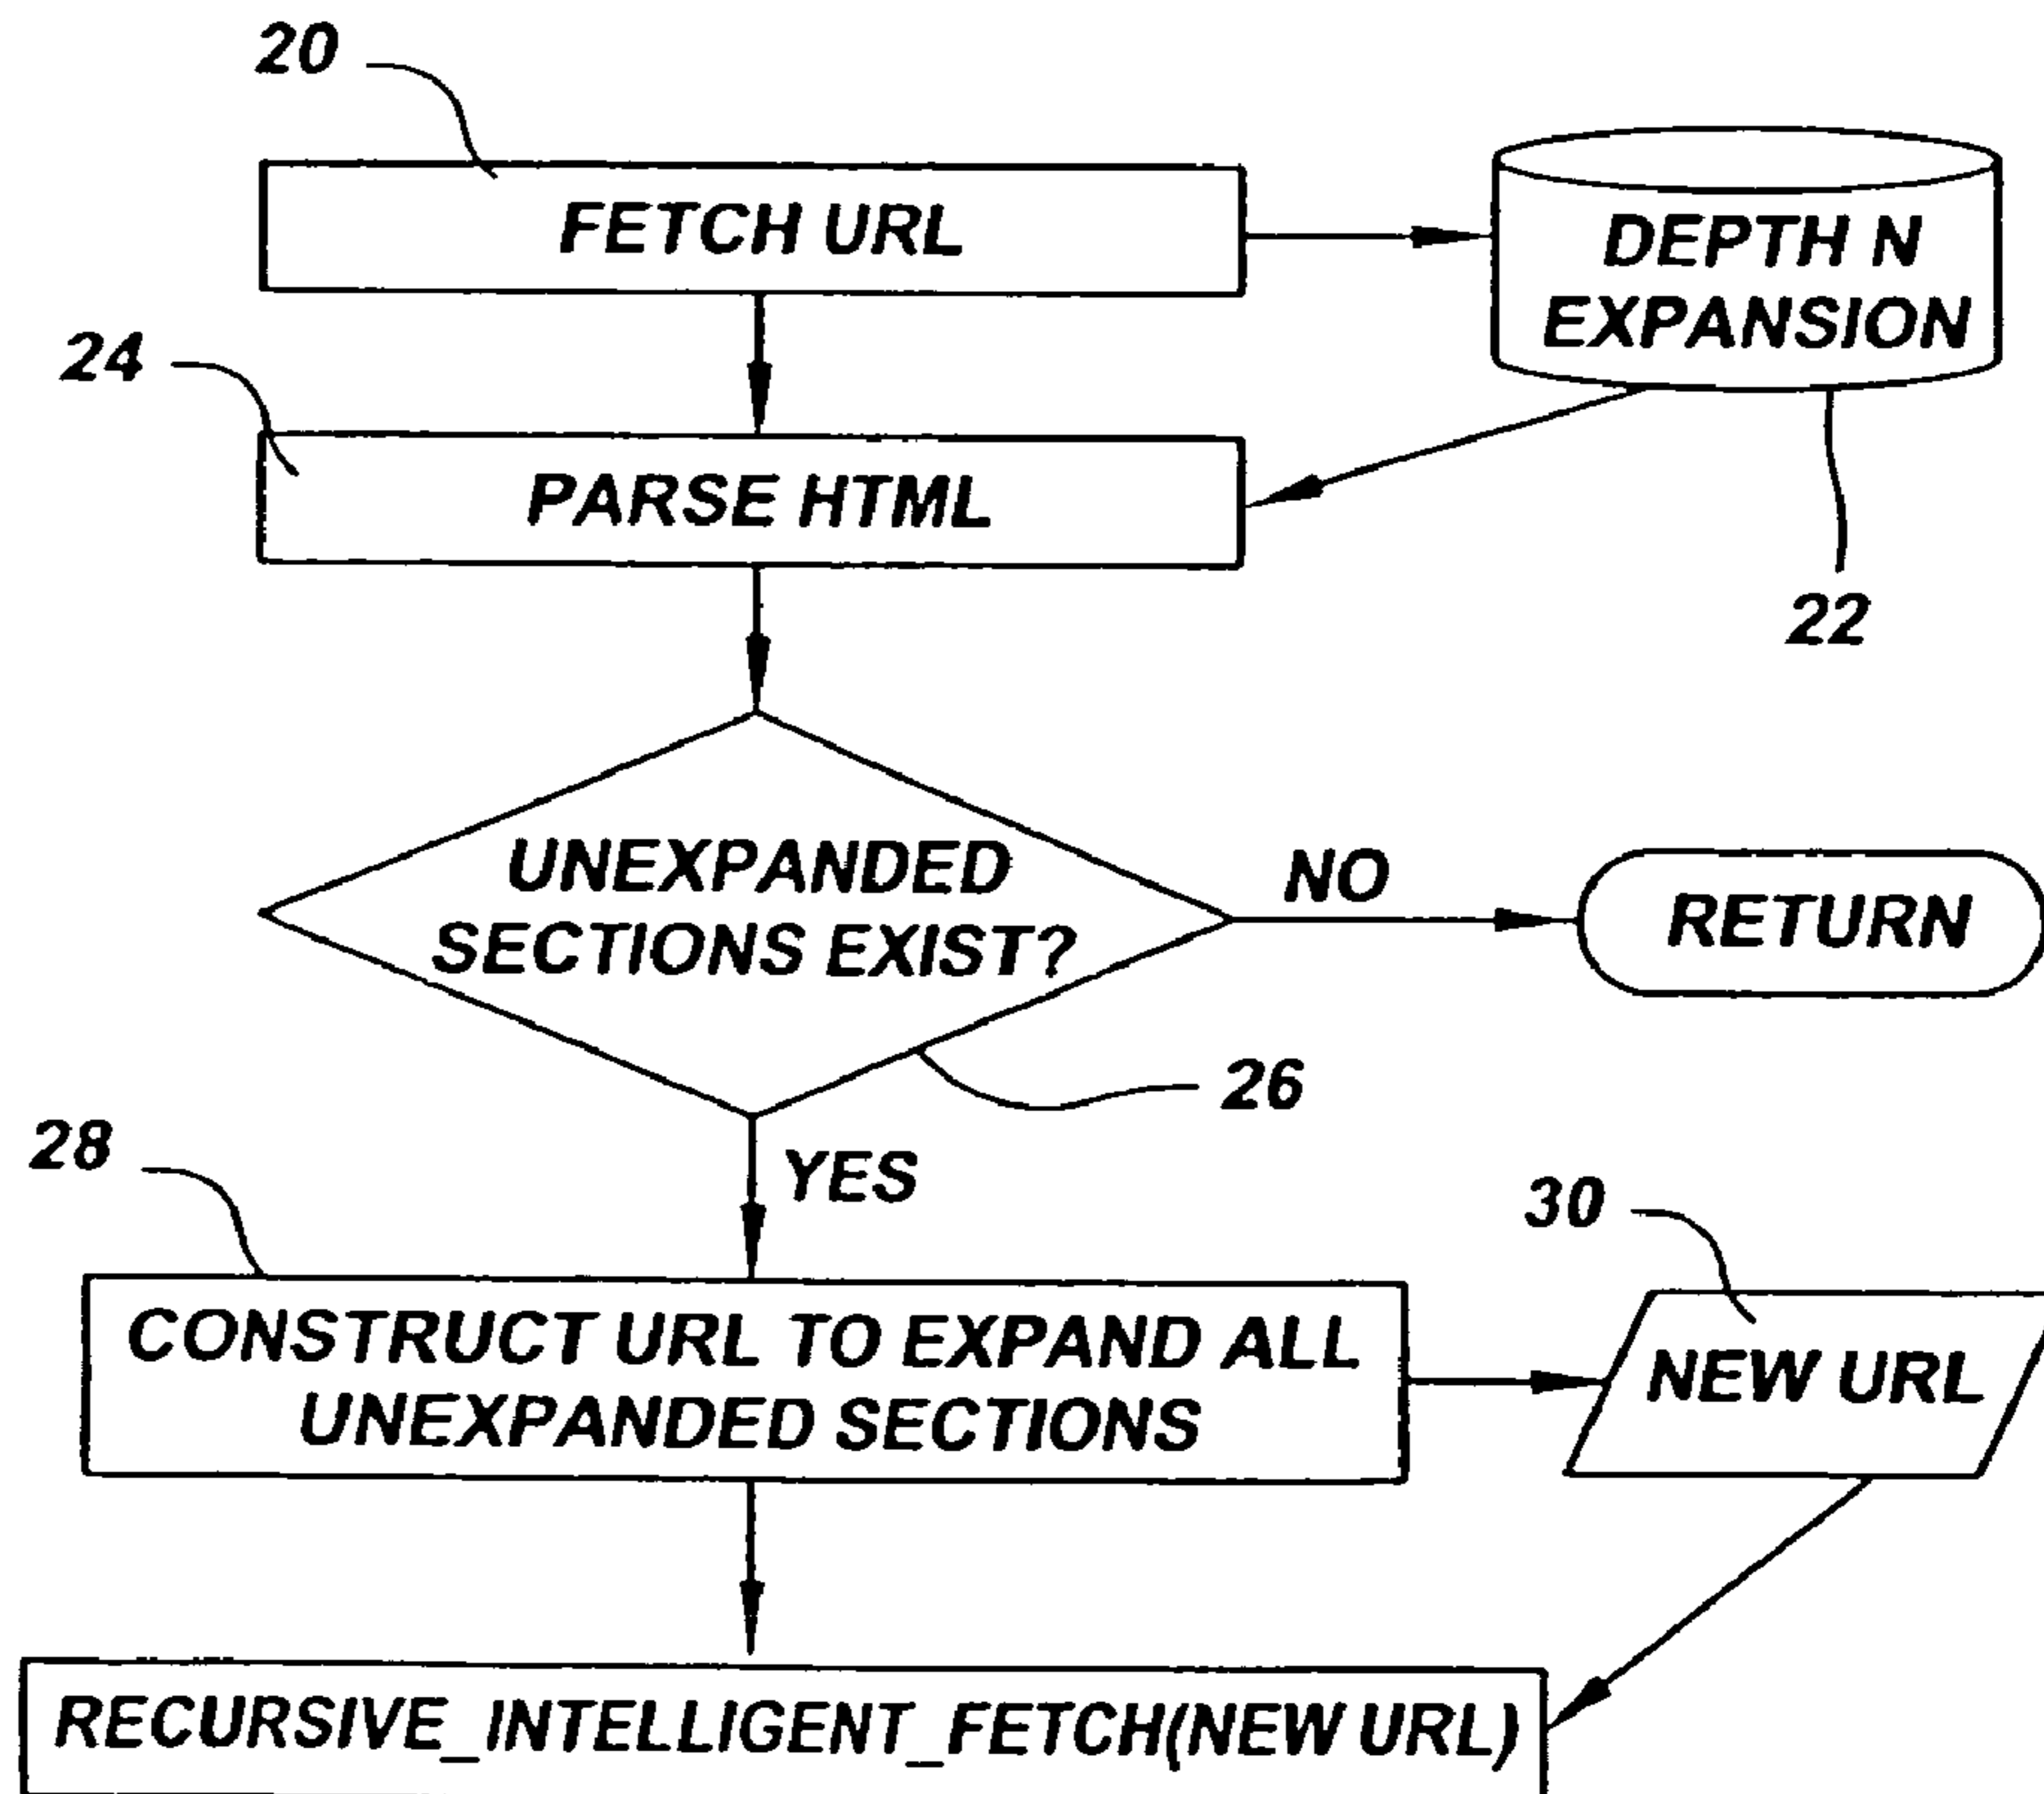 20
FETCH URL
DEPTH N
EXPANSION
24
PARSE HTML
22
UNEXPANDED
SECTIONS EXIST?
NO
RETURN
26
YES
28
30
CONSTRUCT URL TO EXPAND ALL
UNEXPANDED SECTIONS
NEW URL
RECURSIVE_INTELLIGENT_FETCH(NEW URL)